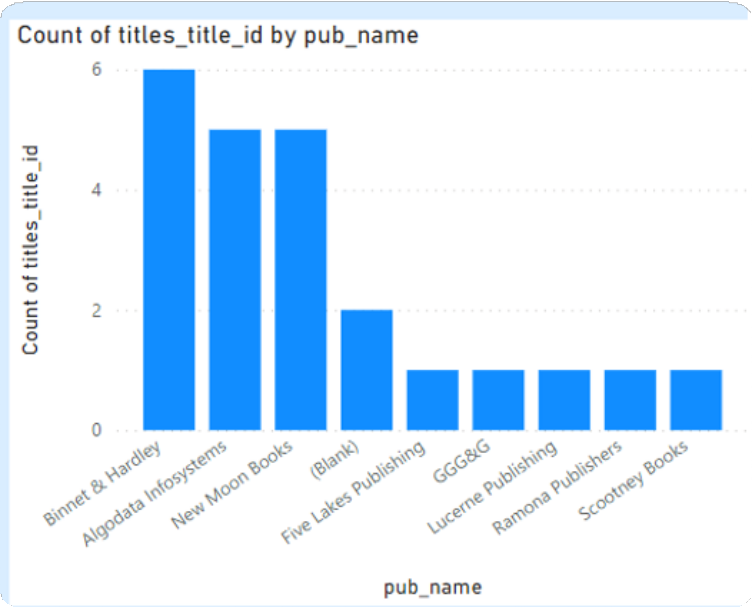 Count of titles_title_id by pub_name
6
4
2
0
Count of titles_title_id
Binnet & Hardley
Algodata Infosystems
New Moon Books
(Blank)
Five Lakes Publishing
GGG&G
Lucerne Publishing
Ramona Publishers
Scootney Books
pub_name